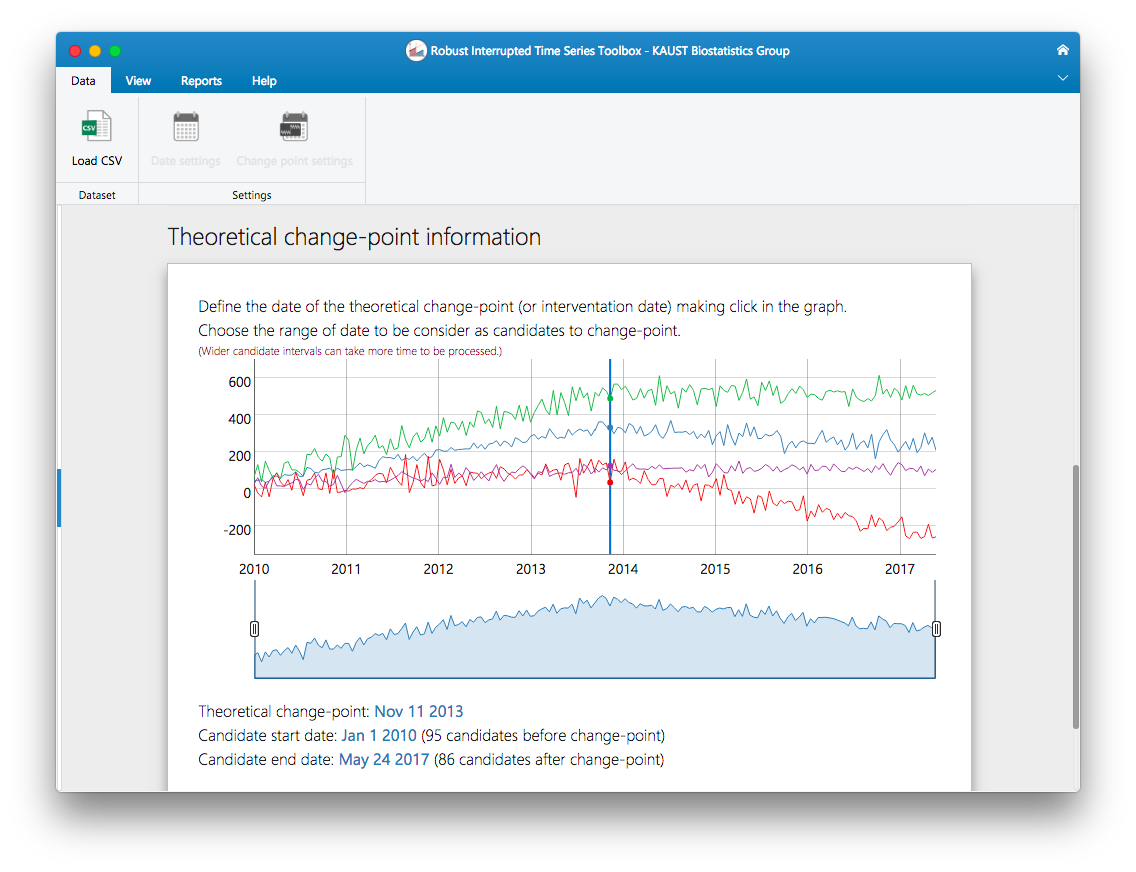 Robust Interrupted Time Series Toolbox - KAUST Biostatistics Group
Data View Reports Help
CSV
Load CSV Date settings Change point settings
Dataset Settings
Theoretical change-point information
Define the date of the theoretical change-point (or interventation date) making click in the graph.
Choose the range of date to be consider as candidates to change-point.
(Wider candidate intervals can take more time to be processed.)
600
400
200
0
-200
2010 2011 2012 2013 2014 2015 2016 2017
Theoretical change-point: Nov 11 2013
Candidate start date: Jan 1 2010 (95 candidates before change-point)
Candidate end date: May 24 2017 (86 candidates after change-point)